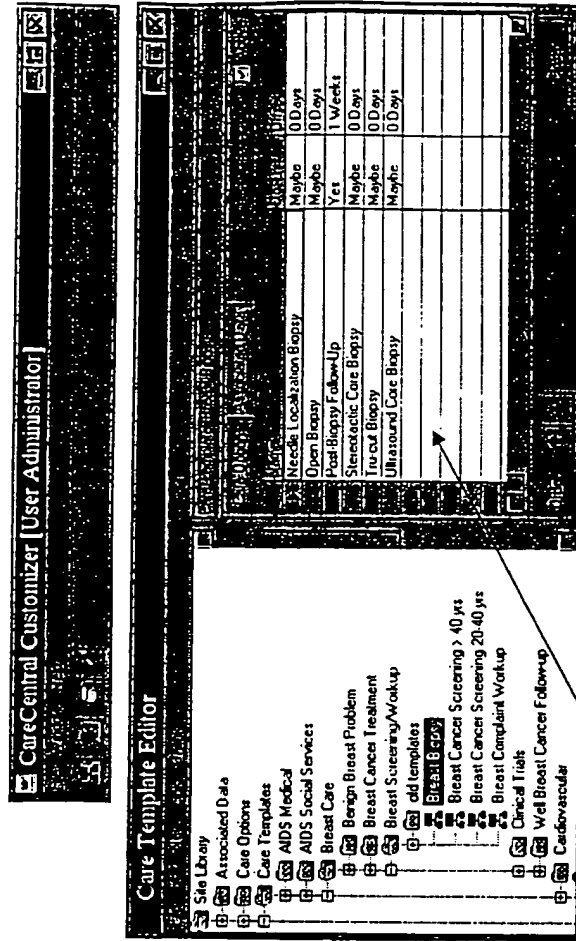 CareCentral Customizer [User Administrator]
Care Template Editor
Site Library
Associated Data
Care Options
Care Templates
AIDS Medical
AIDS Social Services
Breast Care
Benign Breast Problem
Breast Cancer Treatment
Breast Screening/Workup
old templates
Breast Biopsy
Breast Cancer Screening > 40 yrs
Breast Cancer Screening 20-40 yrs
Breast Complaint Workup
Clinical Trials
Well Breast Cancer Follow-up
Cardiovascular
Needle Localization Biopsy Maybe 0 Days
Open Biopsy Maybe 0 Days
Post-Biopsy Follow-Up Yes 1 Weeks
Stereotactic Core Biopsy Maybe 0 Days
Tru-cut Biopsy Maybe 0 Days
Ultrasound Core Biopsy Maybe 0 Days